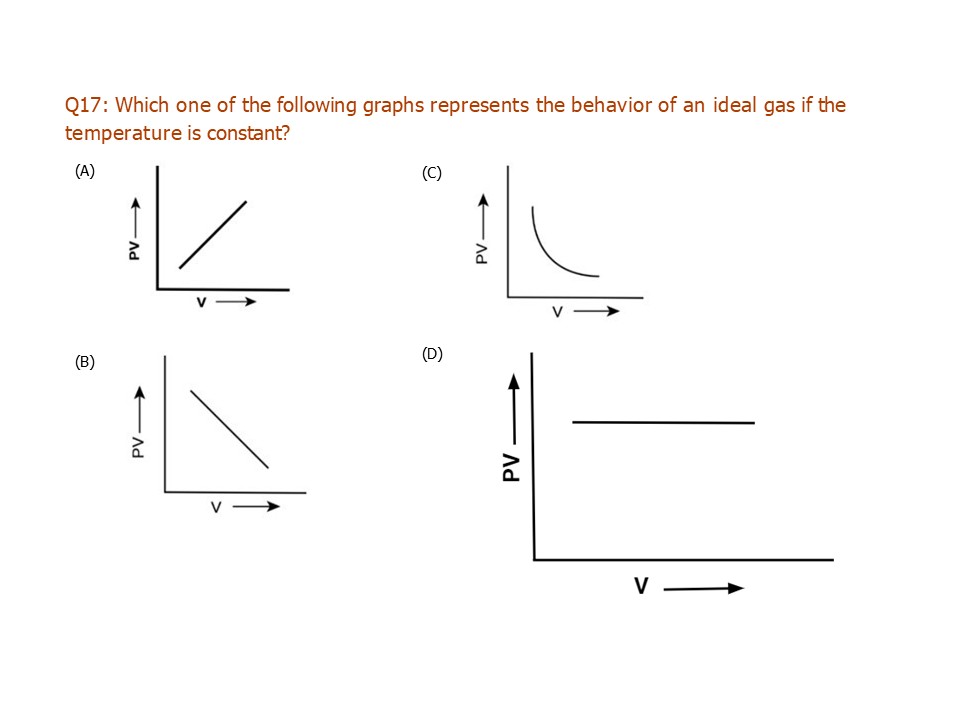 Q17: Which one of the following graphs represents the behavior of an ideal gas if the
temperature is constant?
(A)
PV
V
(C)
PV
V
(B)
PV
V
(D)
PV
V